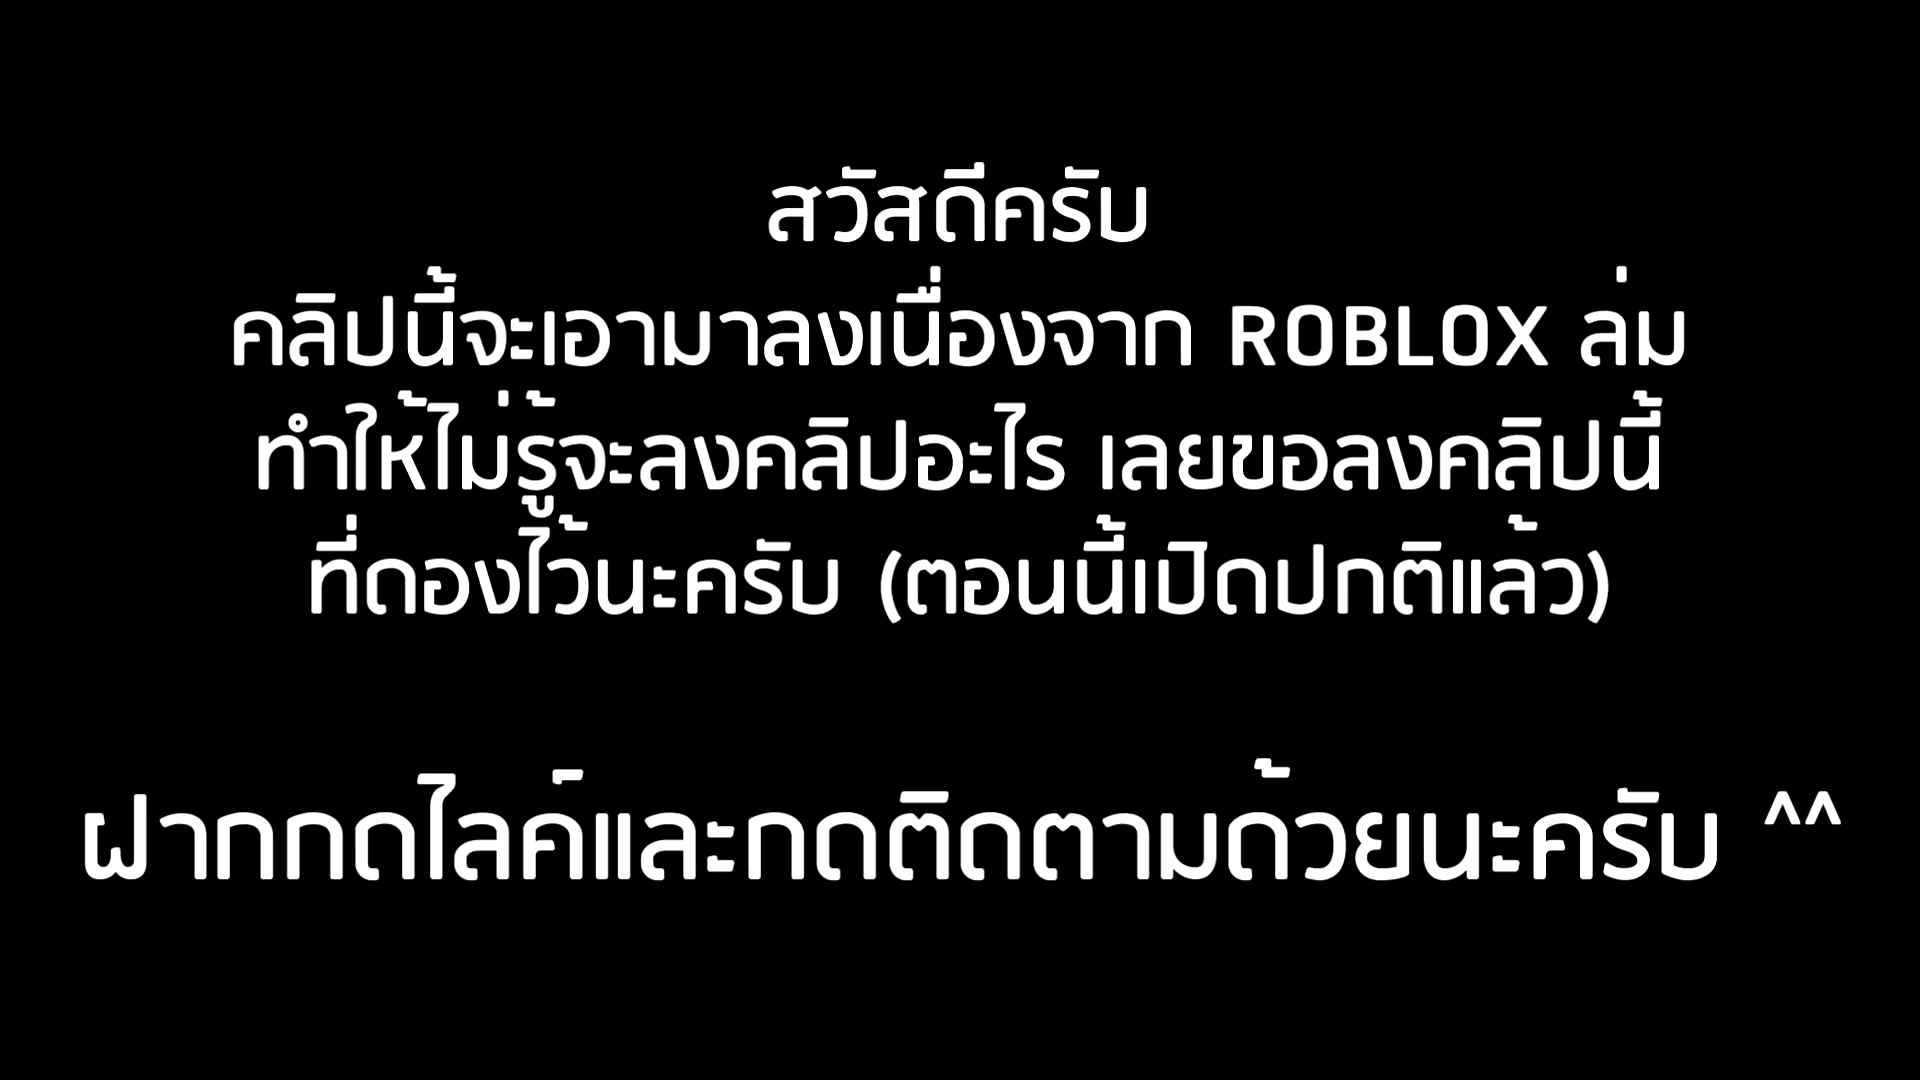 สวัสดีครับ
คลิปนี้จะเอามาลงเนื่องจาก ROBLOX ล่ม
ทำให้ไม่รู้จะลงคลิปอะไร เลยขอลงคลิปนี้
ที่ดองไว้นะครับ (ตอนนี้เปิดปกติแล้ว)
ฝากกดไลค์และกดติดตามด้วยนะครับ ^^